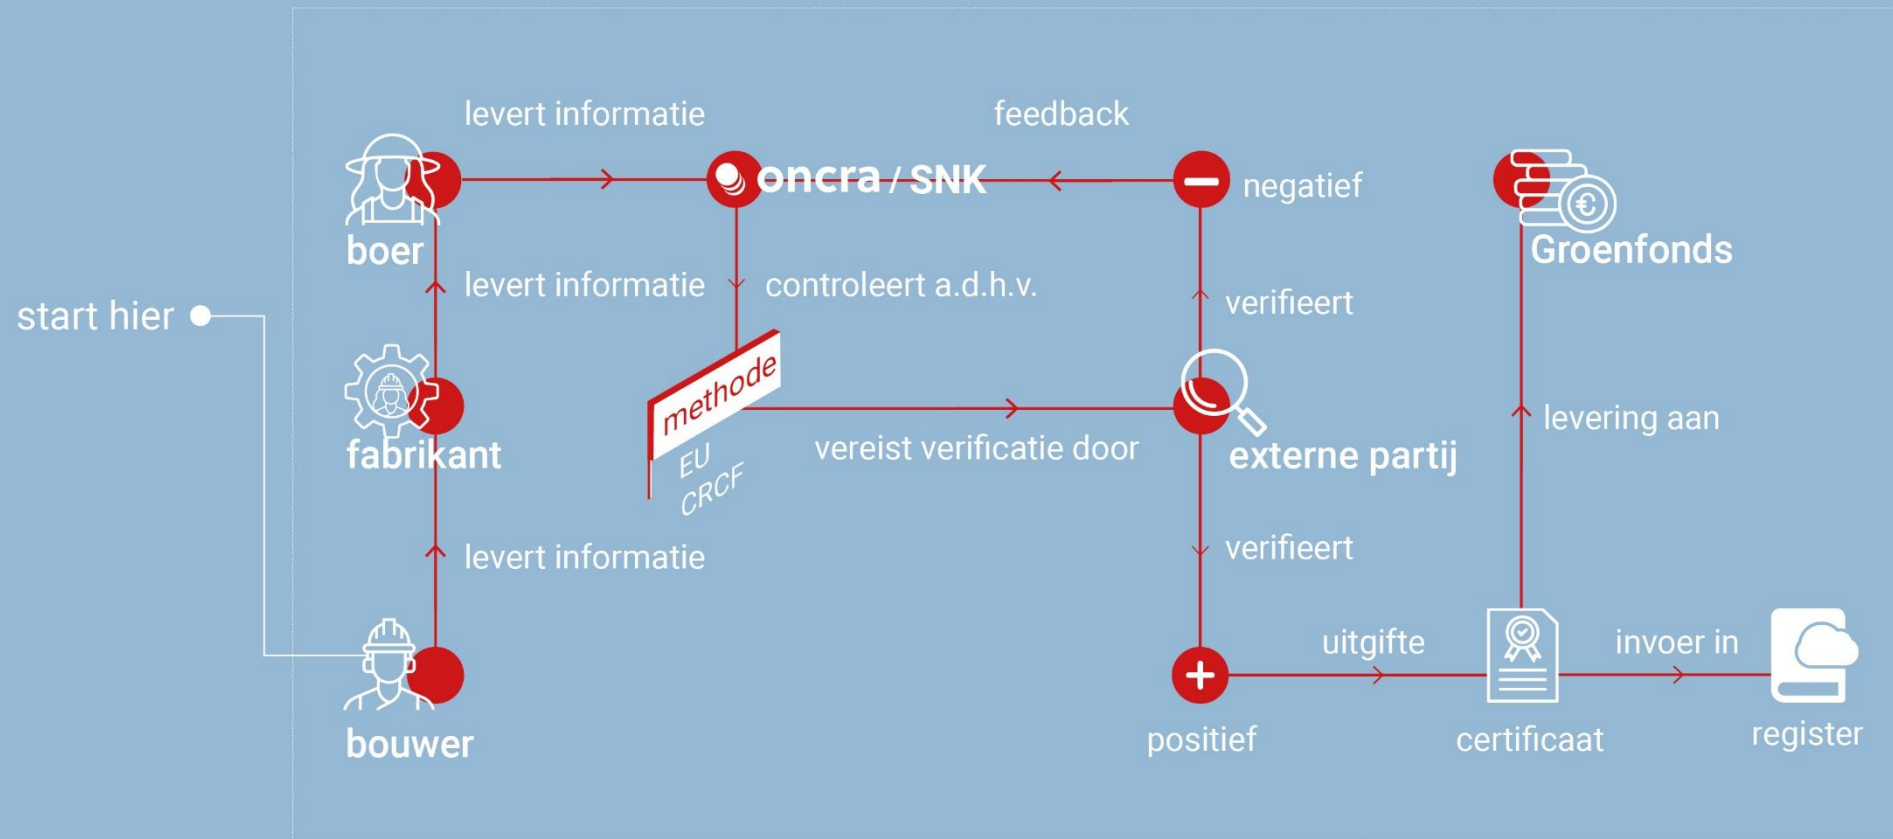 levert informatie
feedback
oncra / SNK
negatief
boer
Groenfonds
levert informatie
controleert a.d.h.v.
verifieert
start hier
methode
EU
CRCF
levering aan
fabrikant
vereist verificatie door
externe partij
levert informatie
verifieert
uitgifte
invoer in
bouwer
positief
certificaat
register